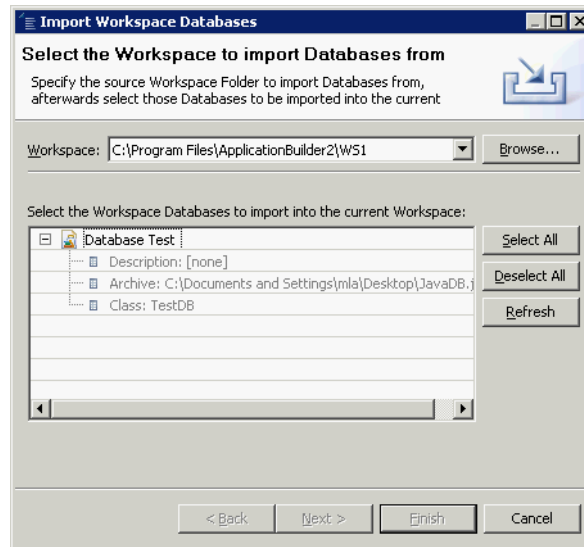 Import Workspace Databases
Select the Workspace to import Databases from
Specify the source Workspace Folder to import Databases from,
afterwards select those Databases to be imported into the current
Workspace: C:\Program Files\ApplicationBuilder2\WS1 Browse...
Select the Workspace Databases to import into the current Workspace:
Database Test Select All
Description: [none]
Archive: C:\Documents and Settings\mla\Desktop\JavaDB.j Deselect All
Class: TestDB Refresh
< Back Next > Finish Cancel